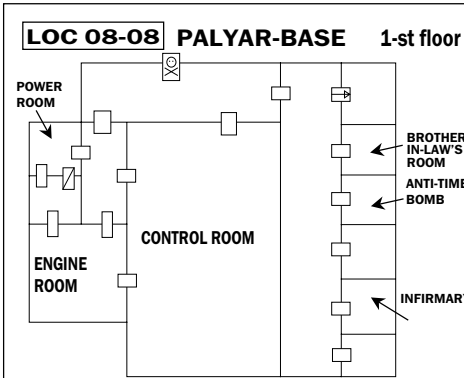 LOC 08-08 PALYAR-BASE 1-st floor
POWER
ROOM
BROTHER
IN-LAW'S
ROOM
ANTI-TIME
BOMB
CONTROL ROOM
ENGINE
ROOM
INFIRMARY